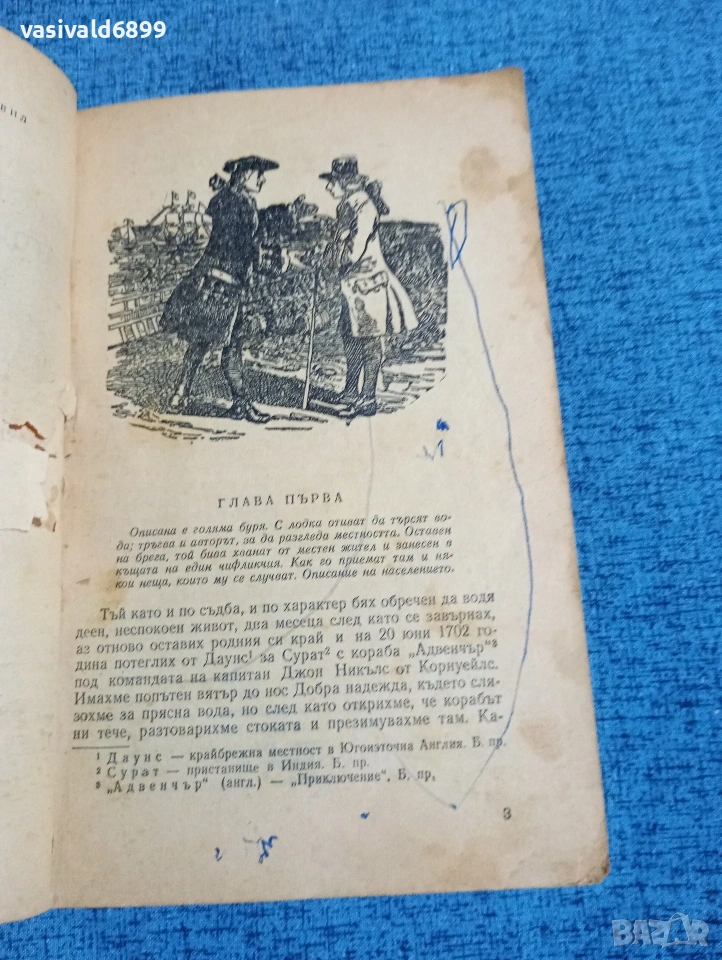 vasivald6899
ГЛАВА ПЪРВА
Описана е голяма буря. С лодка отиват да търсят во-
да; тръгва и авторът, за да разгледа местността. Оставен
на брега, той бива хванат от местен жител и занесен в
къщата на един чифликчия. Как го приемат там и ня-
кои неща, които му се случват. Описание на населението.
Тъй като и по съдба, и по характер бях обречен да водя
деен, неспокоен живот, два месеца след като се завърнах,
аз отново оставих родния си край и на 20 юни 1702 го-
дина потеглих от Даунс¹ за Сурат² с кораба „Адвенчър"³
под командата на капитан Джон Никълс от Корнуейлс.
Имахме попътен вятър до нос Добра надежда, където сля-
зохме за прясна вода, но след като открихме, че корабът
ни тече, разтоварихме стоката и презимувахме там. Ка-
¹ Даунс — крайбрежна местност в Югоизточна Англия. Б. пр.
² Сурат — пристанище в Индия. Б. пр.
³ „Адвенчър" (англ.) — „Приключение". Б. пр.
3
BAZAR